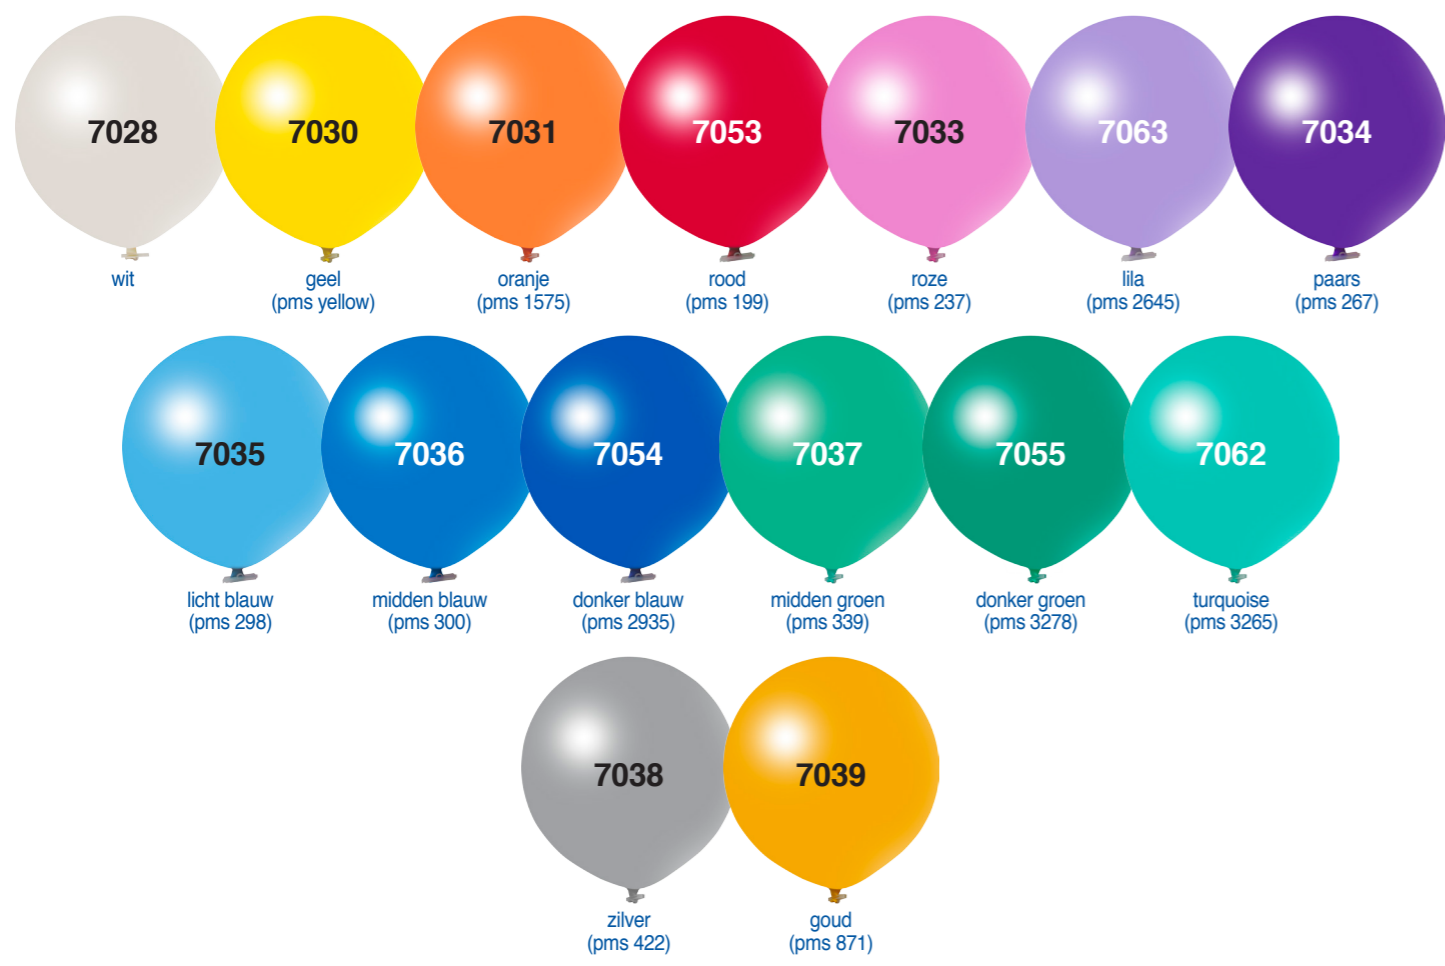 7028 7030 7031 7053 7033 7063 7034
wit geel oranje rood roze lila paars
(pms yellow) (pms 1575) (pms 199) (pms 237) (pms 2645) (pms 267)
7035 7036 7054 7037 7055 7062
licht blauw midden blauw donker blauw midden groen donker groen turquoise
(pms 298) (pms 300) (pms 2935) (pms 339) (pms 3278) (pms 3265)
7038 7039
zilver goud
(pms 422) (pms 871)